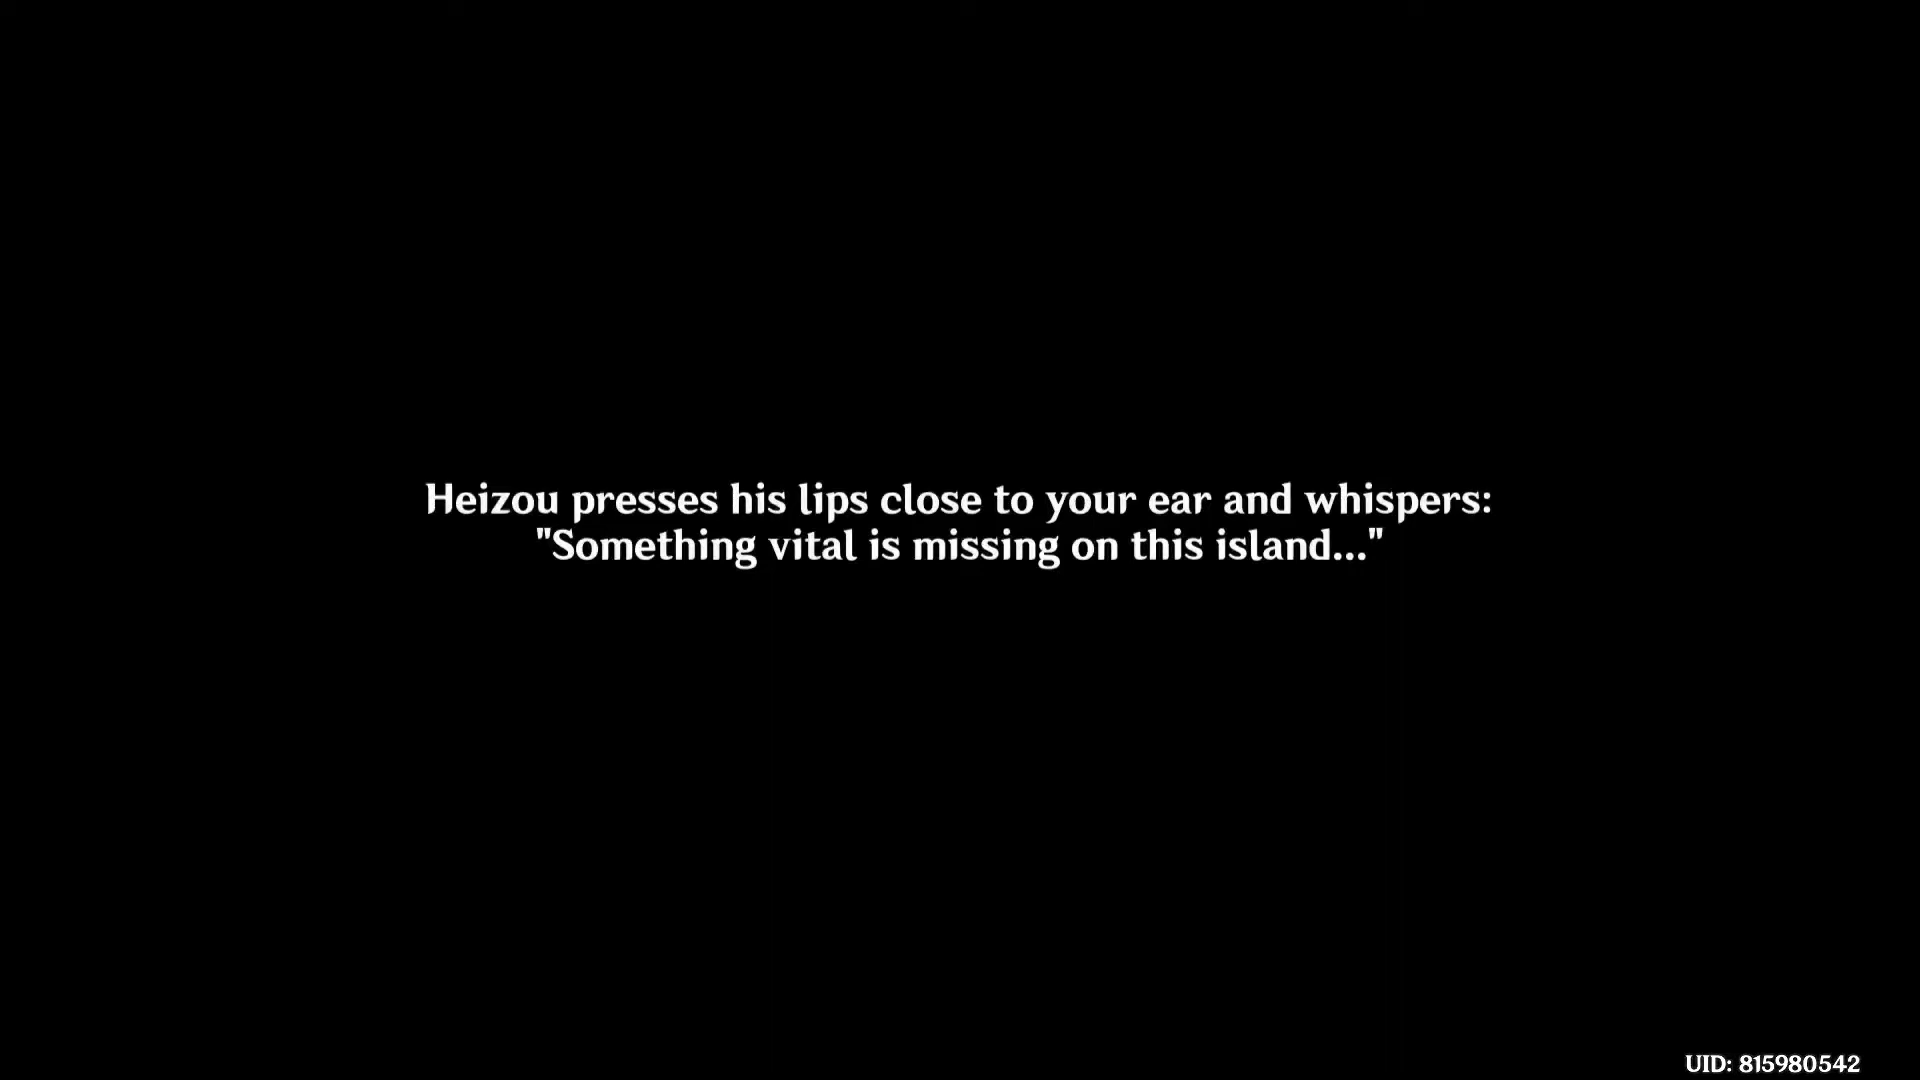 Heizou presses his lips close to your ear and whispers:
"Something vital is missing on this island..."
UID: 815980542